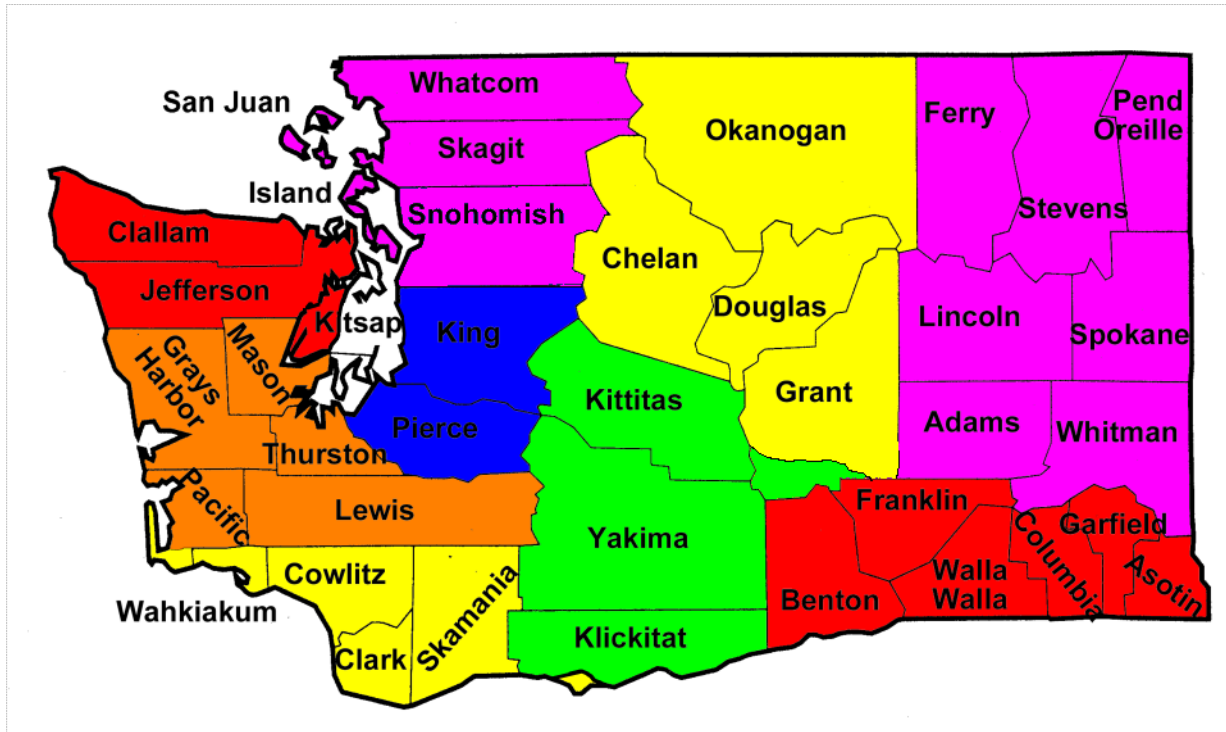 Whatcom
San Juan
Skagit
Island
Snohomish
Clallam
Jefferson
Kitsap
King
Mason
Grays
Harbor
Pierce
Thurston
Pacific
Lewis
Cowlitz
Wahkiakum
Clark
Skamania
Okanogan
Chelan
Douglas
Grant
Kittitas
Yakima
Klickitat
Ferry
Stevens
Pend
Oreille
Lincoln
Spokane
Adams
Whitman
Franklin
Benton
Walla
Walla
Columbia
Garfield
Asotin